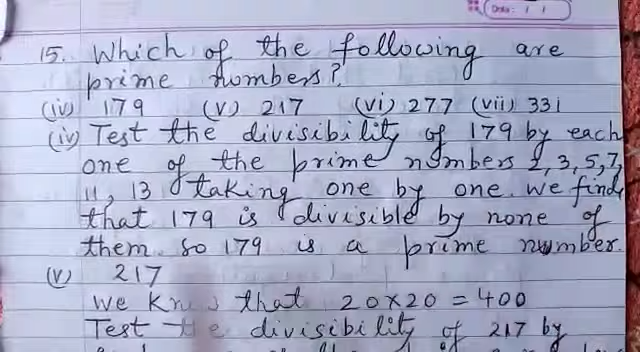 Date: / /
15. Which of the following are
prime numbers?
(iv) 179 (v) 217 (vi) 277 (vii) 331
(iv) Test the divisibility of 179 by each
one of the prime numbers 2, 3, 5, 7,
11, 13 taking one by one. We find
that 179 is divisible by none of
them. So 179 is a prime number.
(v) 217
We that 20×20 = 400
Test the divisibility of 217 by